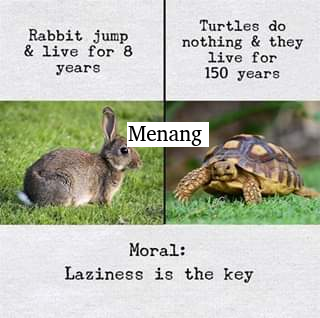 Rabbit jump
& live for 8
years
Turtles do
nothing & they
live for
150 years
Menang
Moral:
Laziness is the key